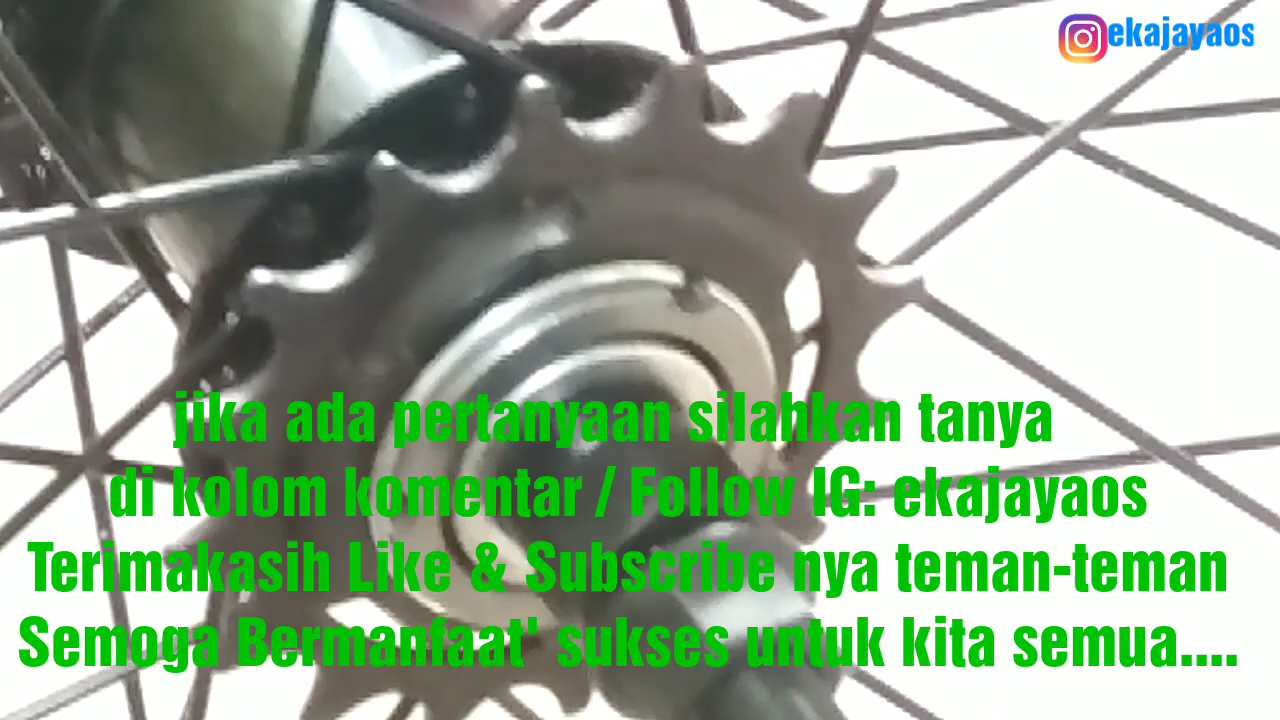 ekajayaos
jika ada pertanyaan silahkan tanya
di kolom komentar / Follow IG: ekajayaos
Terimakasih Like & Subscribe nya teman-teman
Semoga Bermanfaat' sukses untuk kita semua....